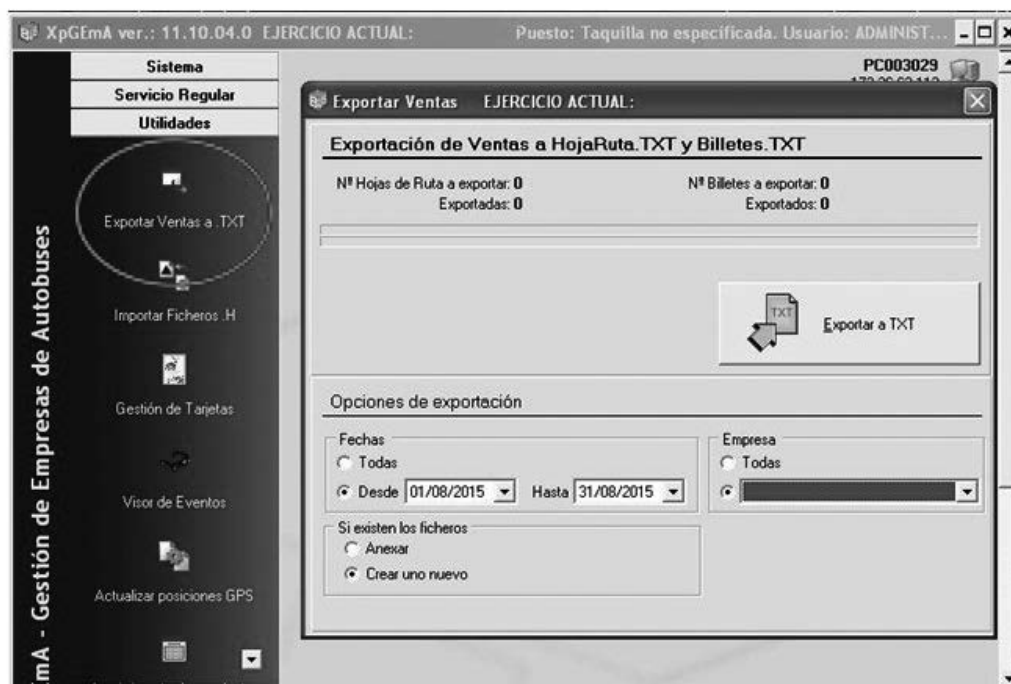 XpGEmA ver.: 11.10.04.0 EJERCICIO ACTUAL: Puesto: Taquilla no especificada. Usuario: ADMINIST...
Sistema
Servicio Regular
Utilidades
Exportar Ventas a .TXT
Importar Ficheros .H
Gestión de Tarjetas
Visor de Eventos
Actualizar posiciones GPS
EmA - Gestión de Empresas de Autobuses
PC003029
Exportar Ventas EJERCICIO ACTUAL:
Exportación de Ventas a HojaRuta.TXT y Billetes.TXT
Nº Hojas de Ruta a exportar: 0 Nº Billetes a exportar: 0
Exportadas: 0 Exportados: 0
TXT
Exportar a TXT
Opciones de exportación
Fechas
Todas
Desde 01/08/2015 Hasta 31/08/2015
Empresa
Todas
Si existen los ficheros
Anexar
Crear uno nuevo